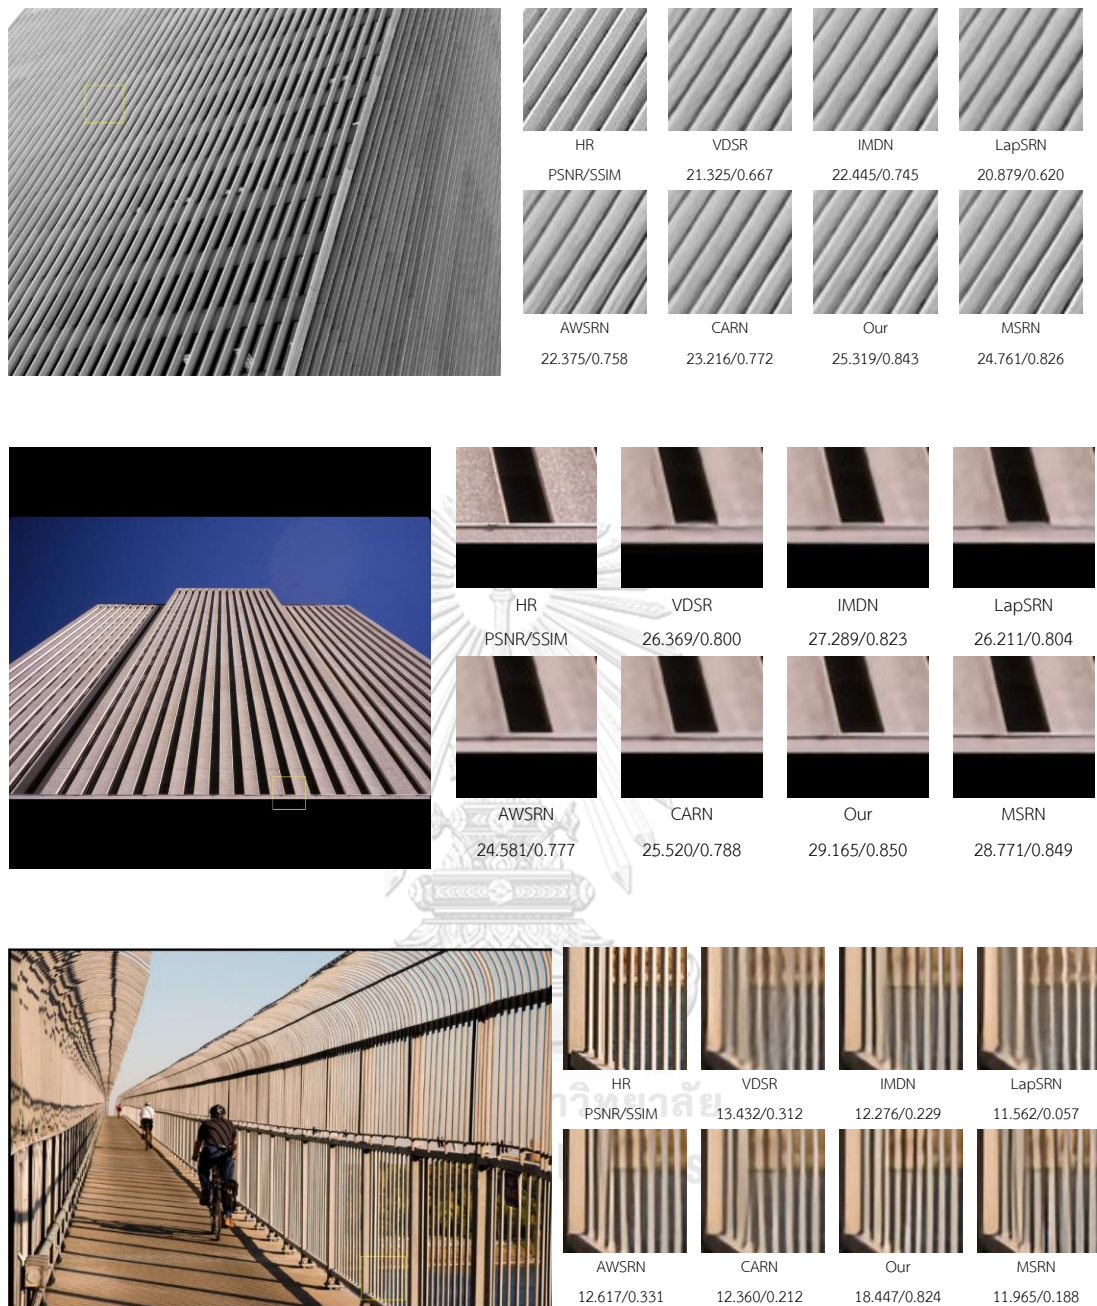 HR VDSR IMDN LapSRN
PSNR/SSIM 21.325/0.667 22.445/0.745 20.879/0.620
AWSRN CARN Our MSRN
22.375/0.758 23.216/0.772 25.319/0.843 24.761/0.826
HR VDSR IMDN LapSRN
PSNR/SSIM 26.369/0.800 27.289/0.823 26.211/0.804
AWSRN CARN Our MSRN
24.581/0.777 25.520/0.788 29.165/0.850 28.771/0.849
HR VDSR IMDN LapSRN
PSNR/SSIM 13.432/0.312 12.276/0.229 11.562/0.057
AWSRN CARN Our MSRN
12.617/0.331 12.360/0.212 18.447/0.824 11.965/0.188